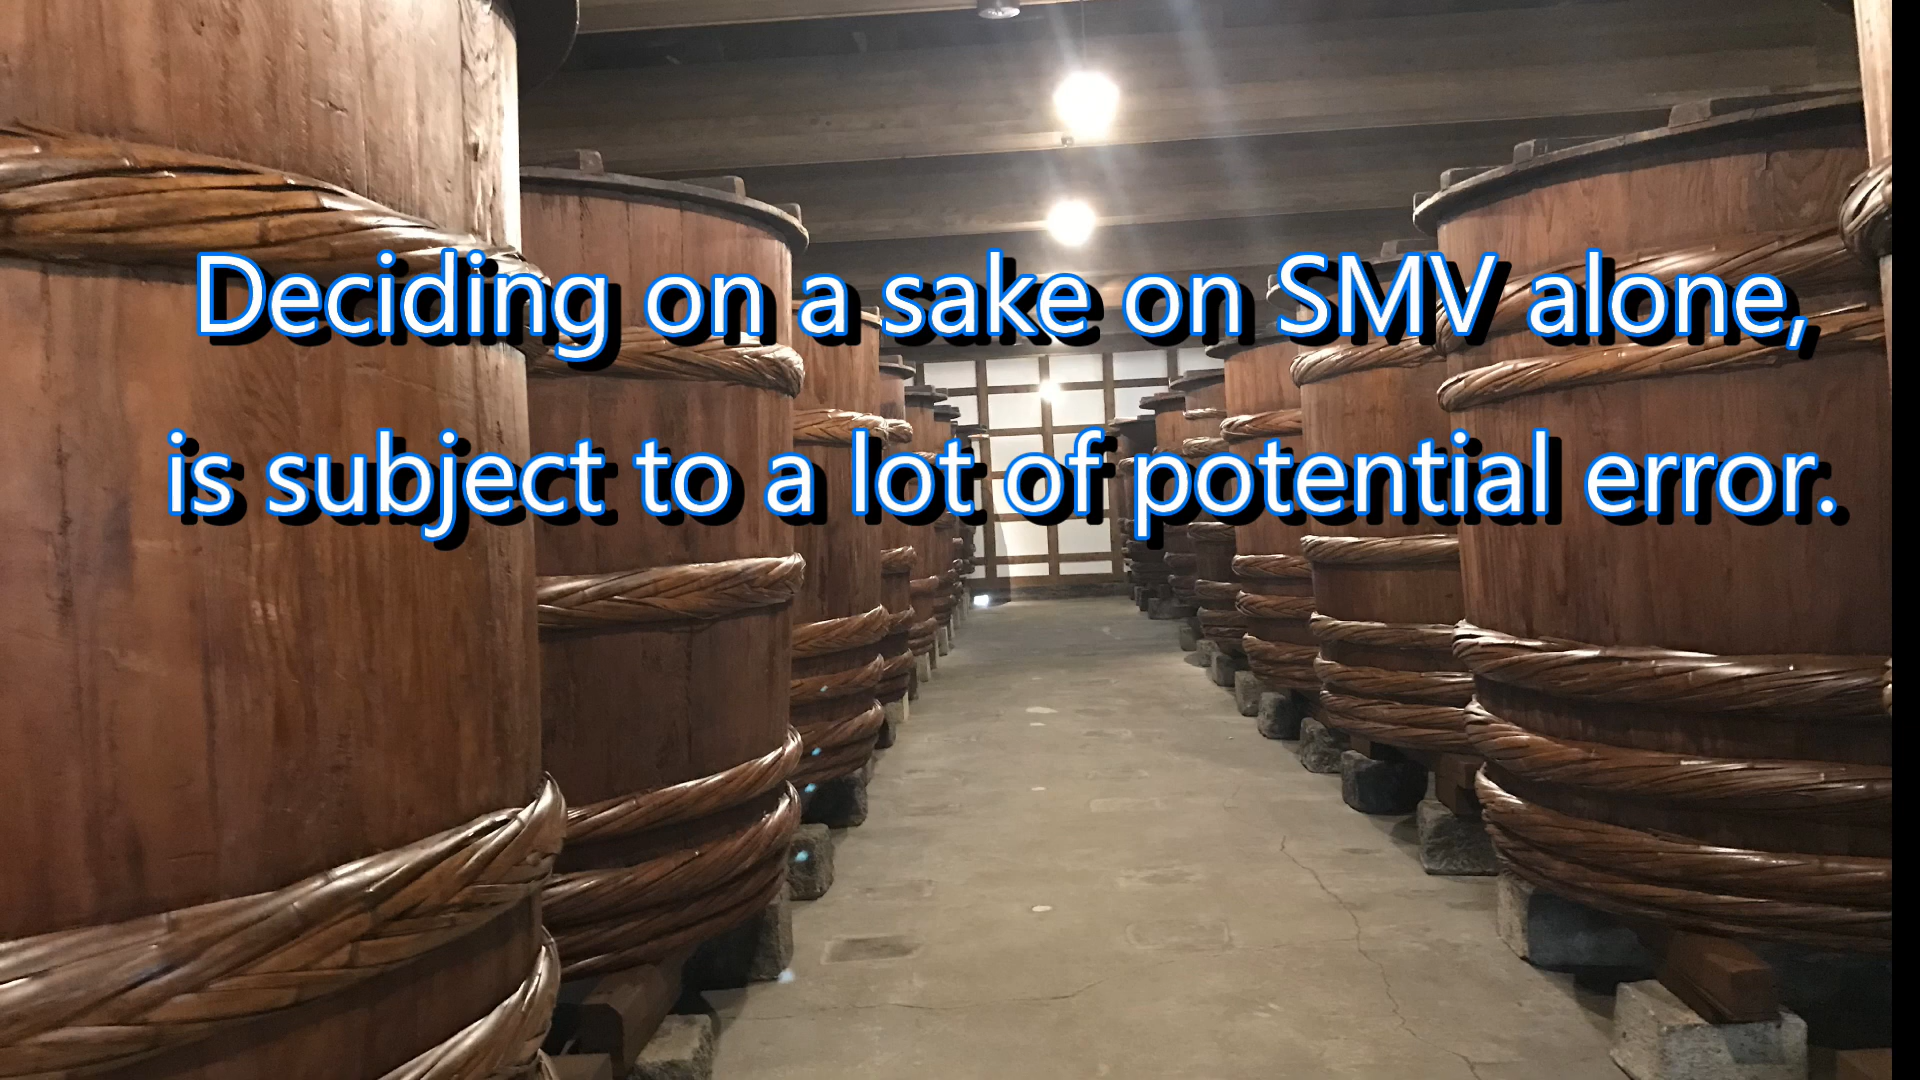 Deciding on a sake on SMV alone,
is subject to a lot of potential error.